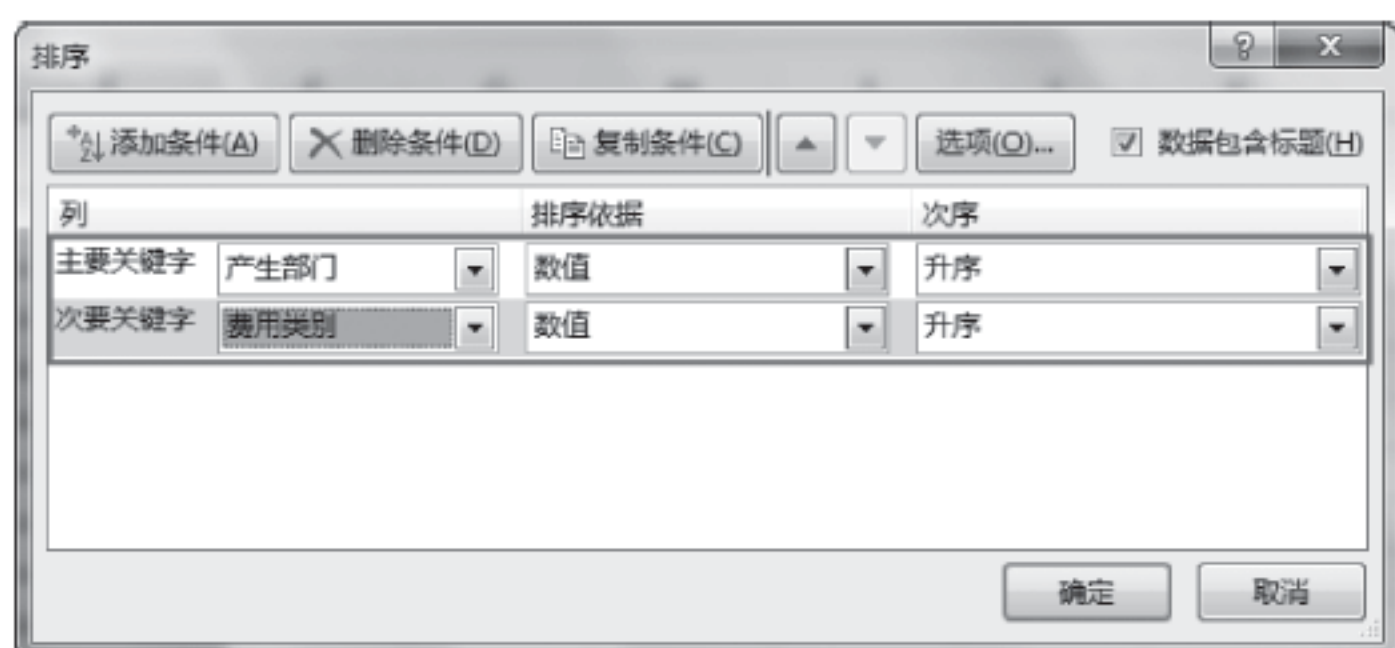 排序
添加条件(A) 删除条件(D) 复制条件(C) 选项(O)... 数据包含标题(H)
列 排序依据 次序
主要关键字 产生部门 数值 升序
次要关键字 费用类别 数值 升序
确定 取消